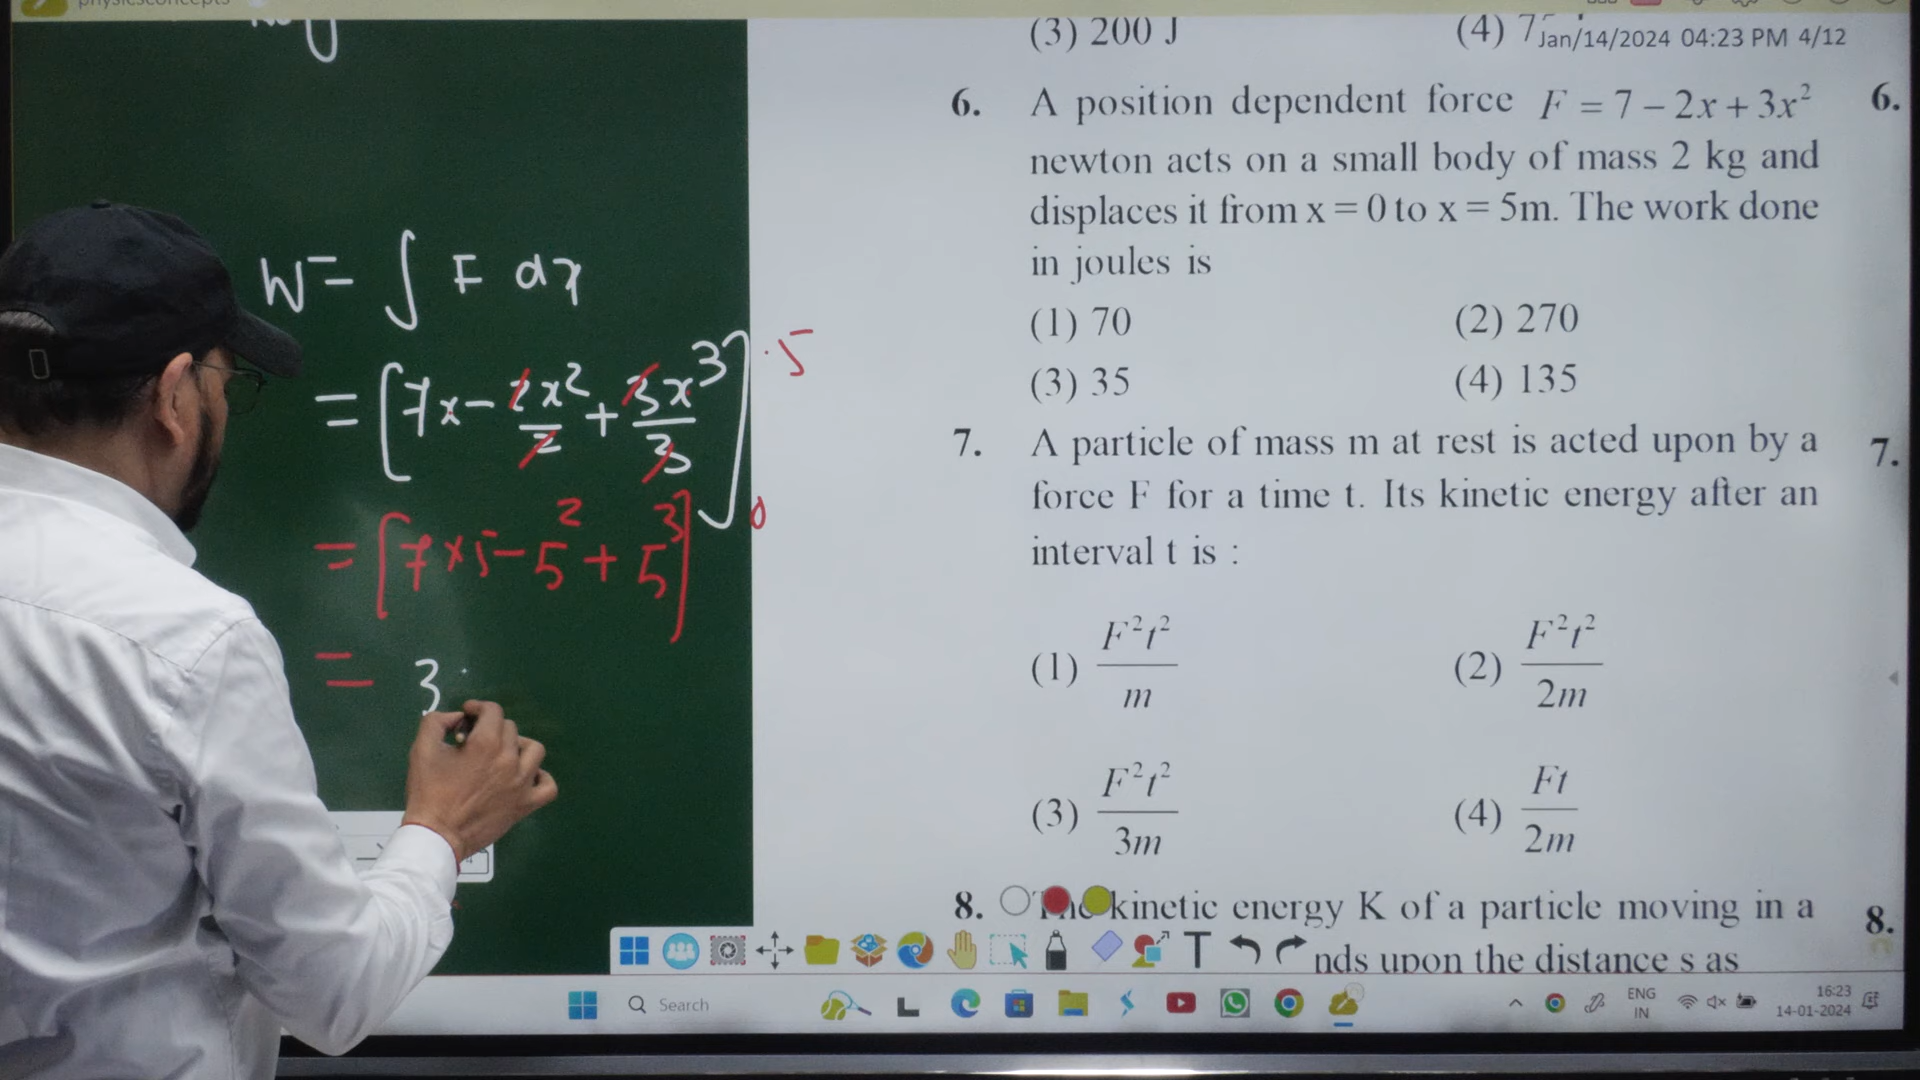 physicsconcepts
W = ∫ F dx
= [7x - 2x²/2 + 3x³/3] 5 0
= [7×5 - 5² + 5³]
= 3
(3) 200 J
(4) 7
Jan/14/2024 04:23 PM 4/12
6. A position dependent force F = 7 − 2x + 3x² 6.
newton acts on a small body of mass 2 kg and
displaces it from x = 0 to x = 5m. The work done
in joules is
(1) 70 (2) 270
(3) 35 (4) 135
7. A particle of mass m at rest is acted upon by a 7.
force F for a time t. Its kinetic energy after an
interval t is :
(1) F²t²/m (2) F²t²/2m
(3) F²t²/3m (4) Ft/2m
8. The kinetic energy K of a particle moving in a 8.
nds upon the distance s as
T
Search
ENG
IN
16:23
14-01-2024